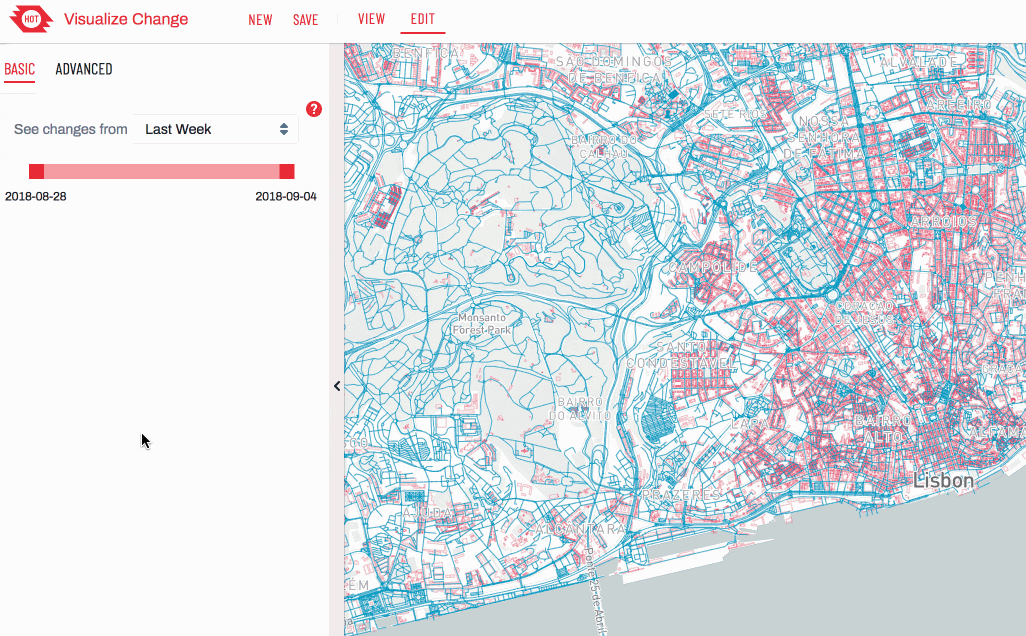 HOT
Visualize Change
NEW
SAVE
VIEW
EDIT
BASIC
ADVANCED
?
See changes from
Last Week
2018-08-28
2018-09-04
BENFICA
SÃO DOMINGOS
DE BENFICA
ALVALADE
AREEIRO
SETE RIOS
NOSSA
SENHORA
DE FÁTIMA
BAIRRO DO
CALHAU
ARROIOS
CAMPOLIDE
CORAÇÃO
DE JESUS
Monsanto
Forest Park
SANTO
CONDESTÁVEL
GRAÇA
BAIRRO
DO ALVITO
LAPA
BAIRRO
ALTO
ALFAMA
Lisbon
PRAZERES
AJUDA
ALCÂNTARA
Ponte 25 de Abril